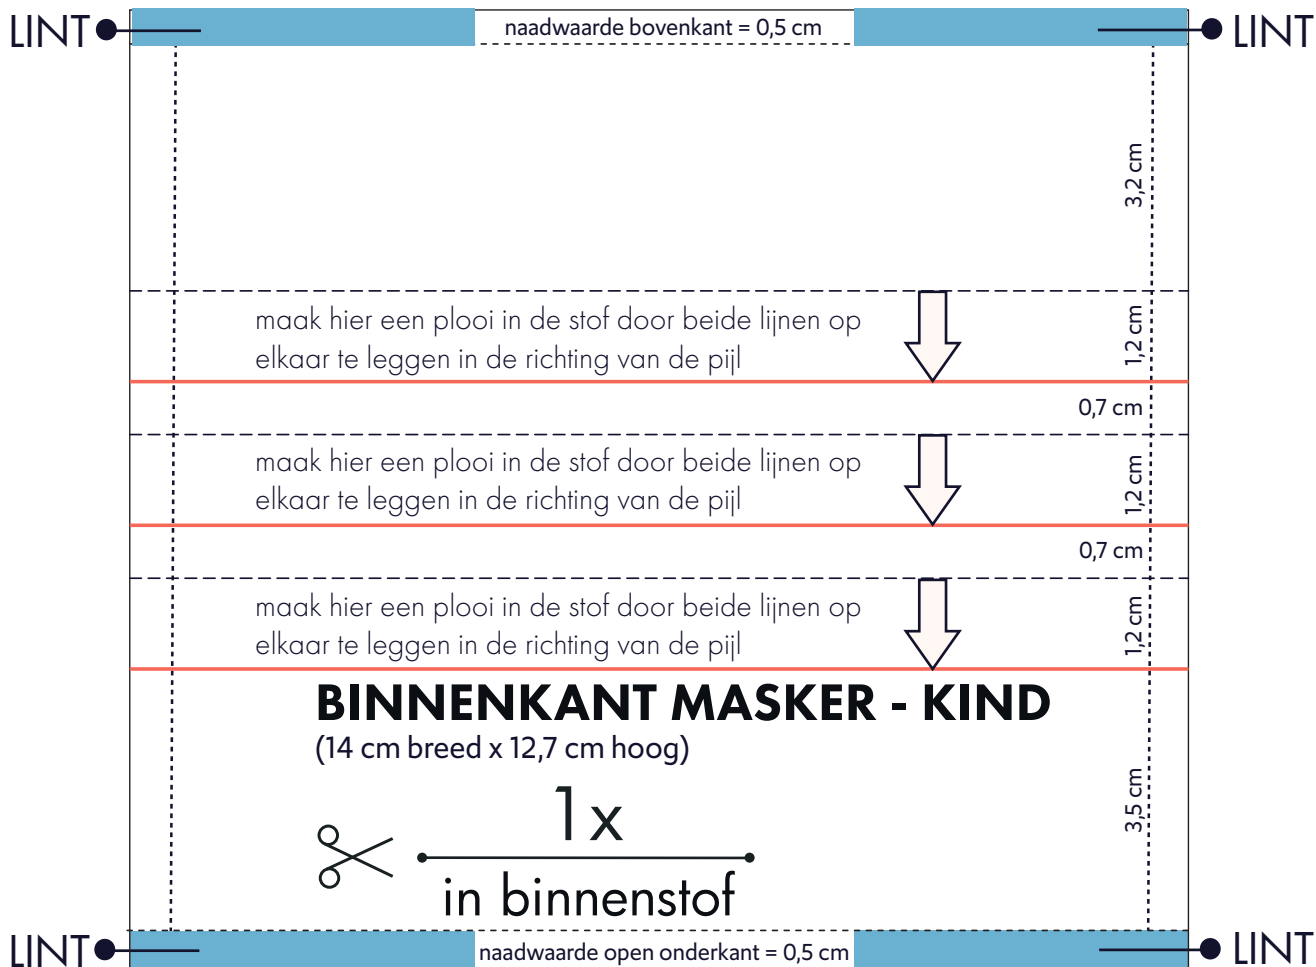 LINT
naadwaarde bovenkant = 0,5 cm
LINT
3,2 cm
maak hier een plooi in de stof door beide lijnen op
elkaar te leggen in de richting van de pijl
1,2 cm
0,7 cm
maak hier een plooi in de stof door beide lijnen op
elkaar te leggen in de richting van de pijl
1,2 cm
0,7 cm
maak hier een plooi in de stof door beide lijnen op
elkaar te leggen in de richting van de pijl
1,2 cm
BINNENKANT MASKER - KIND
(14 cm breed x 12,7 cm hoog)
1x
in binnenstof
3,5 cm
LINT
naadwaarde open onderkant = 0,5 cm
LINT